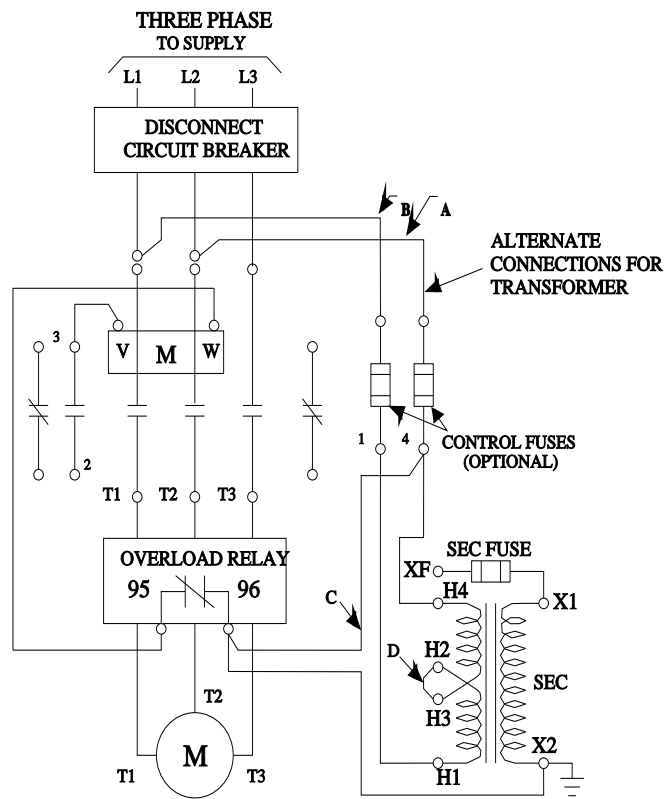 THREE PHASE
TO SUPPLY
L1 L2 L3
DISCONNECT
CIRCUIT BREAKER
B A
ALTERNATE
CONNECTIONS FOR
TRANSFORMER
3
V M W
1 4
CONTROL FUSES
(OPTIONAL)
2
T1 T2 T3
OVERLOAD RELAY
95 96
SEC FUSE
XF
H4 X1
C
D H2
SEC
H3
T2
M
X2
T1 T3
H1